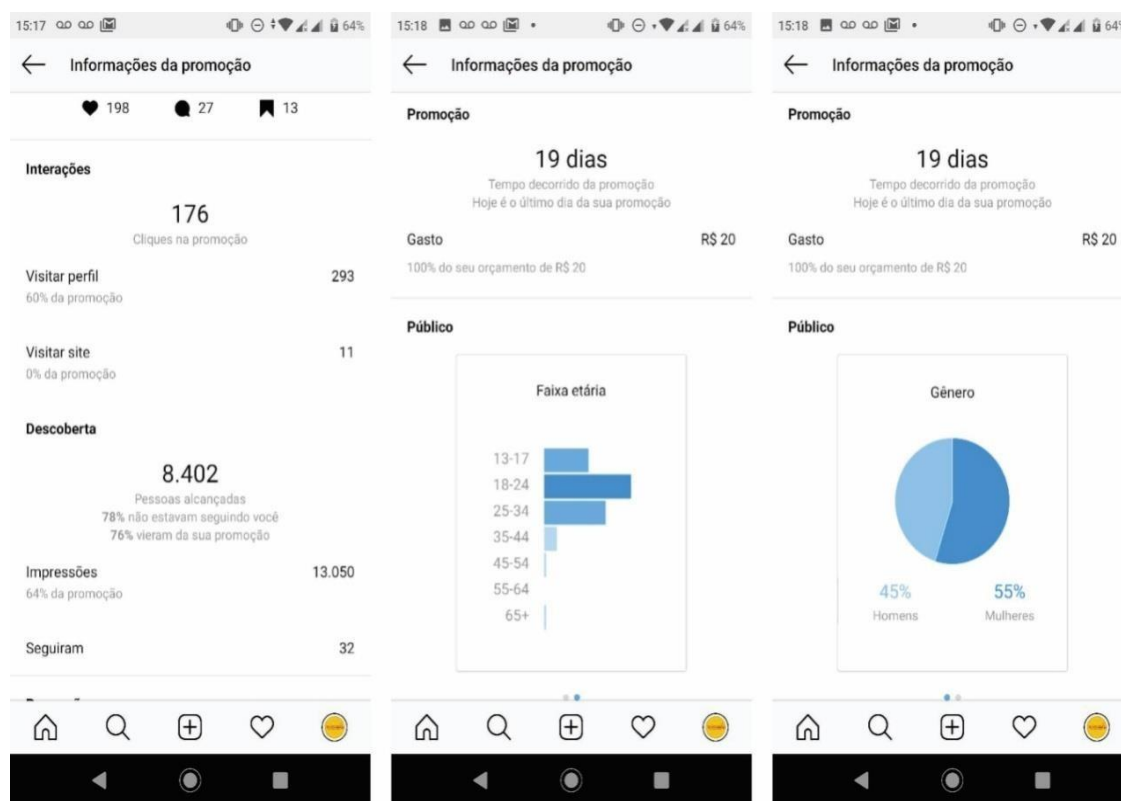 15:17
64%
Informações da promoção
198
27
13
Interações
176
Cliques na promoção
Visitar perfil
293
60% da promoção
Visitar site
11
0% da promoção
Descoberta
8.402
Pessoas alcançadas
78% não estavam seguindo você
76% vieram da sua promoção
Impressões
13.050
64% da promoção
Seguiram
32
15:18
64%
Informações da promoção
Promoção
19 dias
Tempo decorrido da promoção
Hoje é o último dia da sua promoção
Gasto
R$ 20
100% do seu orçamento de R$ 20
Público
Faixa etária
13-17
18-24
25-34
35-44
45-54
55-64
65+
15:18
64%
Informações da promoção
Promoção
19 dias
Tempo decorrido da promoção
Hoje é o último dia da sua promoção
Gasto
R$ 20
100% do seu orçamento de R$ 20
Público
Gênero
45%
55%
Homens
Mulheres